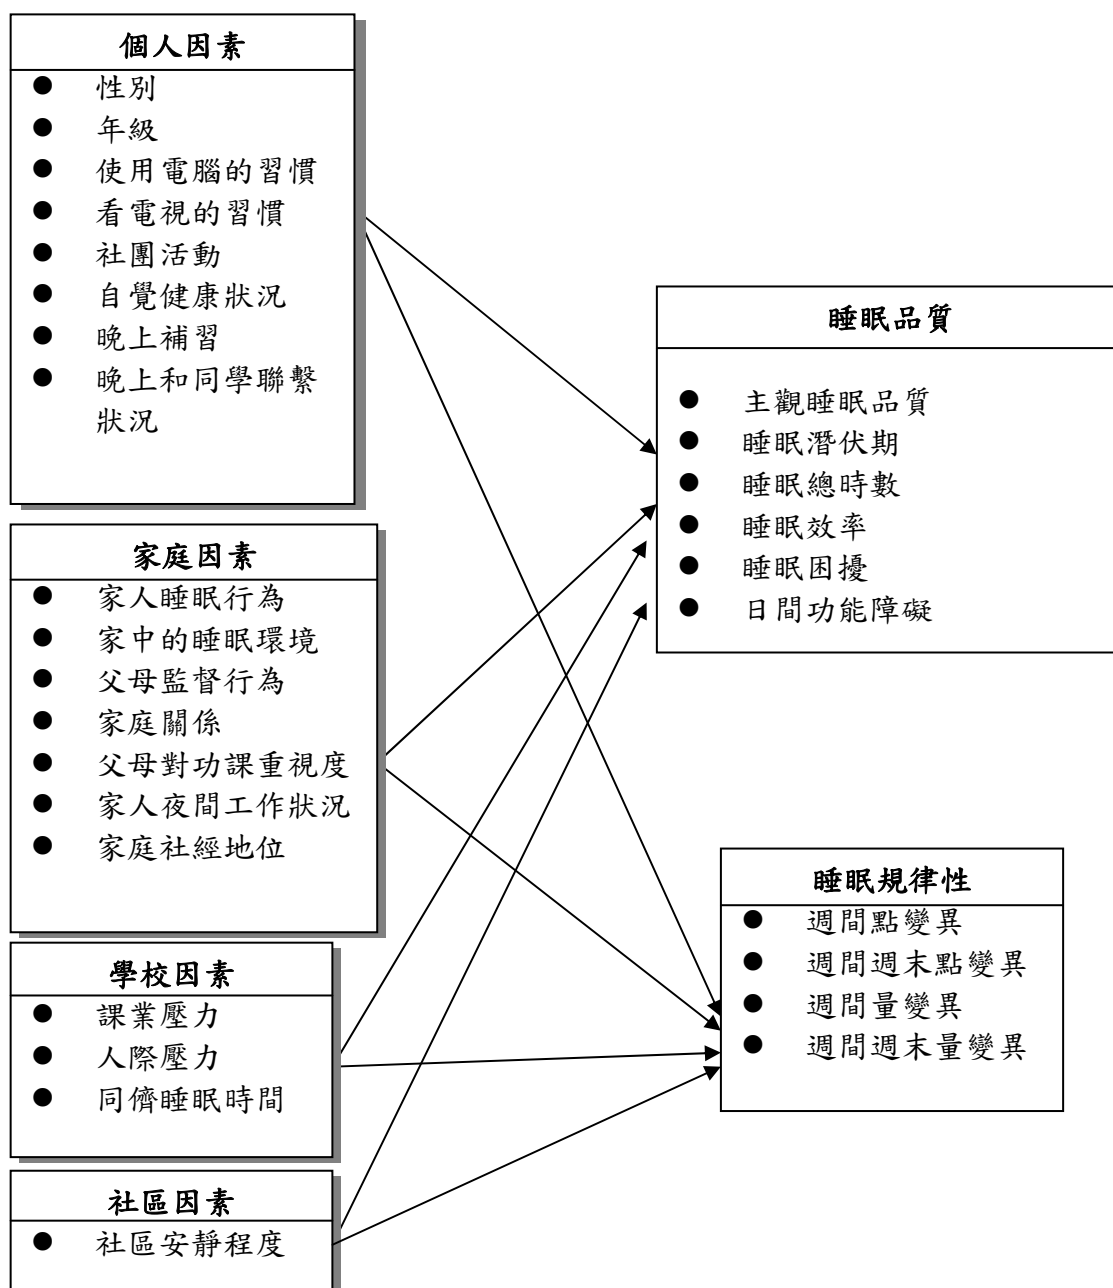 個人因素
● 性別
● 年級
● 使用電腦的習慣
● 看電視的習慣
● 社團活動
● 自覺健康狀況
● 晚上補習
● 晚上和同學聯繫
狀況
家庭因素
● 家人睡眠行為
● 家中的睡眠環境
● 父母監督行為
● 家庭關係
● 父母對功課重視度
● 家人夜間工作狀況
● 家庭社經地位
學校因素
● 課業壓力
● 人際壓力
● 同儕睡眠時間
社區因素
● 社區安靜程度
睡眠品質
● 主觀睡眠品質
● 睡眠潛伏期
● 睡眠總時數
● 睡眠效率
● 睡眠困擾
● 日間功能障礙
睡眠規律性
● 週間點變異
● 週間週末點變異
● 週間量變異
● 週間週末量變異